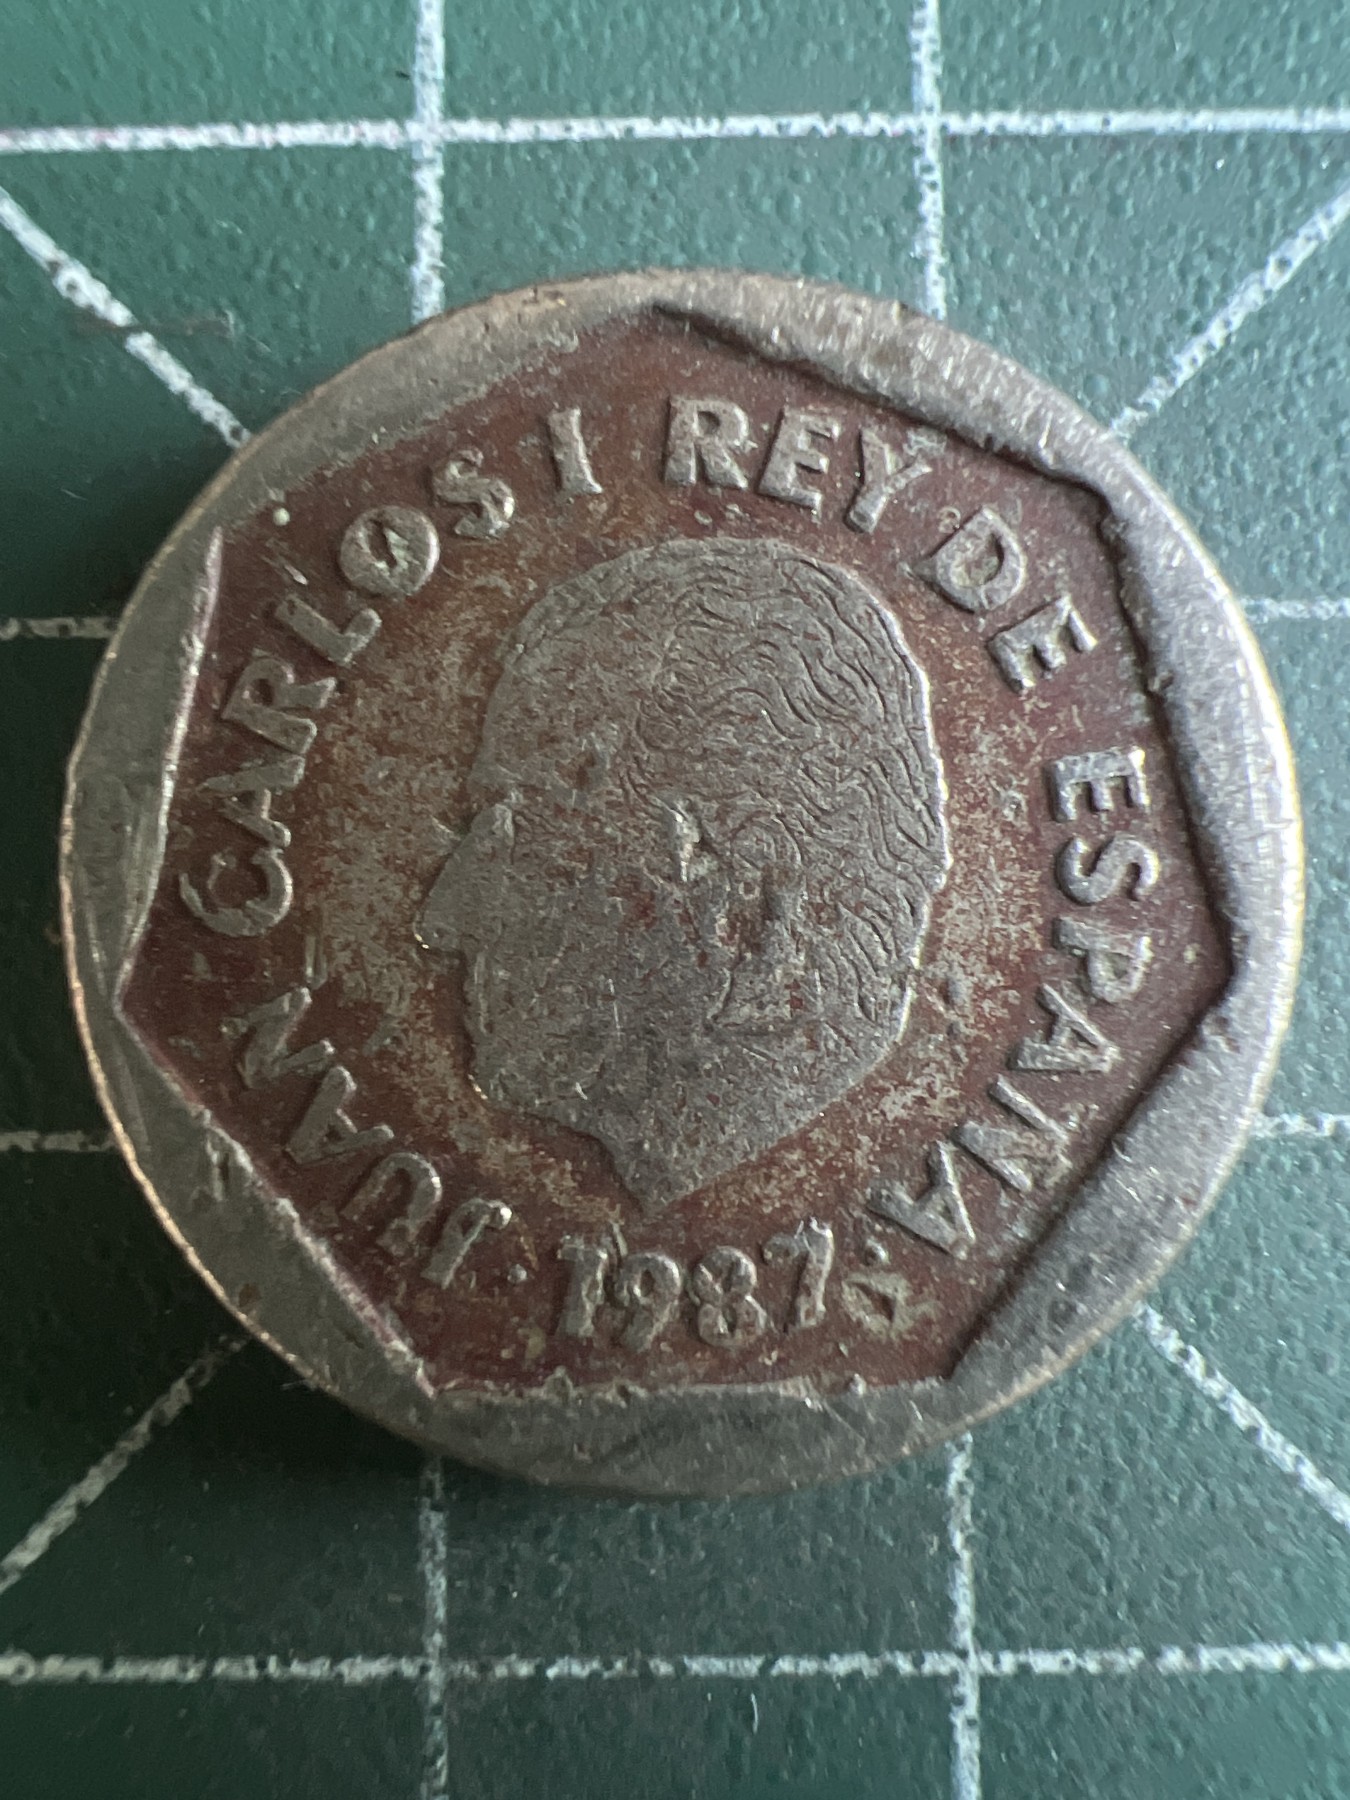 JUAN CARLOS I REY DE ESPAÑA
· 1987 ·